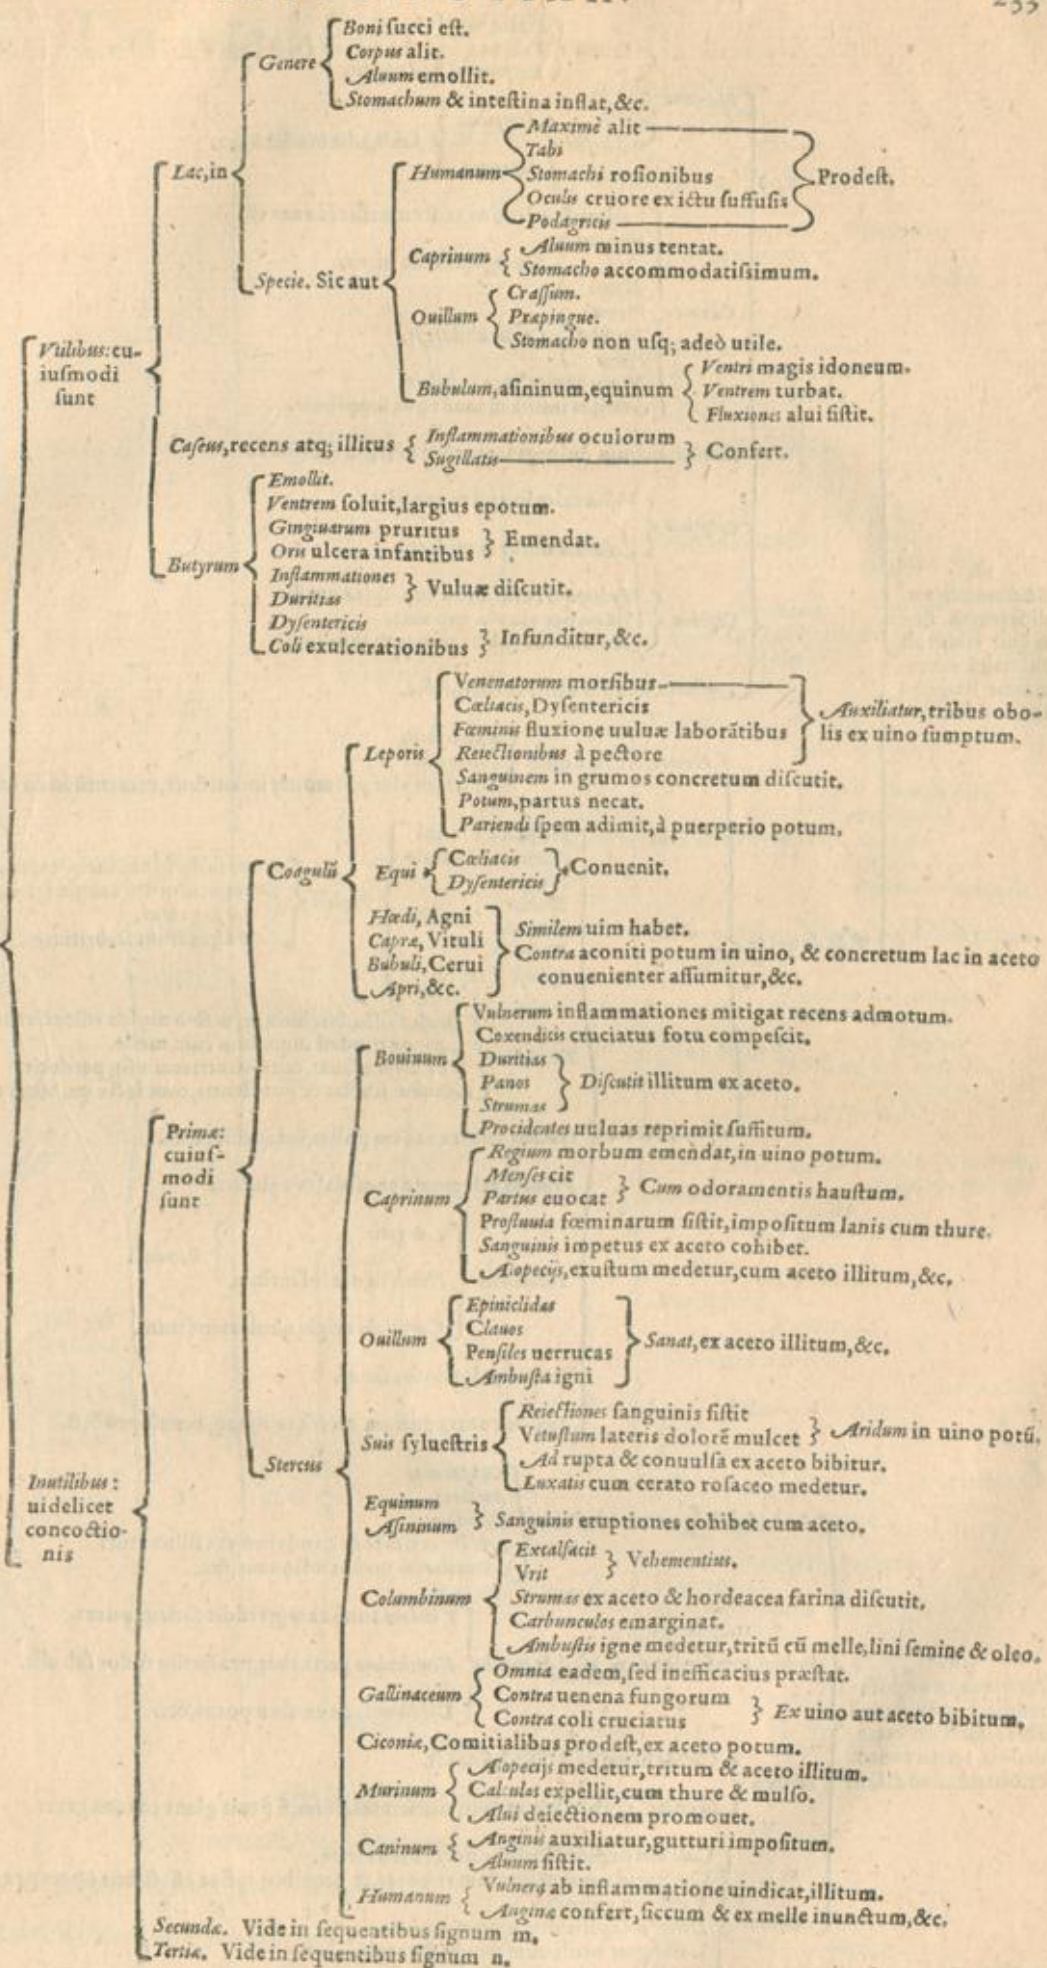 Boni ſucci eſt.
Corpus alit.
Genere
Aluum emollit.
Stomachum & inteſtina inflat, &c.
Lac, in
Maximè alit
Tabi
Humanum
Stomachi roſionibus
Prodeſt.
Oculis cruore ex ictu ſuffuſis
Podagricis
Specie. Sic aut
Caprinum
Aluum minus tentat.
Stomacho accommodatiſsimum.
Ouillum
Craſſum.
Præpingue.
Stomacho non uſq; adeò utile.
Bubulum, aſininum, equinum
Ventri magis idoneum.
Ventrem turbat.
Fluxiones alui ſiſtit.
Vtilibus: cu-
iuſmodi
ſunt
Caſeus, recens atq; illitus
Inflammationibus oculorum
Sugillatis
Confert.
Butyrum
Emollit.
Ventrem ſoluit, largius epotum.
Gingiuarum pruritus
Oris ulcera infantibus
Emendat.
Inflammationes
Duritias
Vuluæ diſcutit.
Dyſentericis
Coli exulcerationibus
Infunditur, &c.
Inutilibus:
uidelicet
concoctio-
nis
Primæ:
cuiuſ-
modi
ſunt
Coagulū
Leporis
Venenatorum morſibus
Cœliacis, Dyſentericis
Fœminis fluxione uuluæ laborātibus
Reiectionibus à pectore
Auxiliatur, tribus obo-
lis ex uino ſumptum.
Sanguinem in grumos concretum diſcutit.
Potum, partus necat.
Pariendi ſpem adimit, à puerperio potum.
Equi
Cœliacis
Dyſentericis
Conuenit.
Hœdi, Agni
Capræ, Vituli
Bubuli, Cerui
Apri, &c.
Similem uim habet.
Contra aconiti potum in uino, & concretum lac in aceto
conuenienter aſſumitur, &c.
Stercus
Bouinum
Vulnerum inflammationes mitigat recens admotum.
Coxendicis cruciatus fotu compeſcit.
Duritias
Panos
Strumas
Diſcutit illitum ex aceto.
Procidentes uuluas reprimit ſuffitum.
Caprinum
Regium morbum emendat, in uino potum.
Menſes cit
Partus euocat
Cum odoramentis hauſtum.
Profluuia fœminarum ſiſtit, impoſitum lanis cum thure.
Sanguinis impetus ex aceto cohibet.
Alopecijs, exuſtum medetur, cum aceto illitum, &c.
Ouillum
Epiniclidas
Clauos
Penſiles uerrucas
Ambuſta igni
Sanat, ex aceto illitum, &c.
Suis ſylueſtris
Reiectiones ſanguinis ſiſtit
Vetuſtum lateris dolorē mulcet
Aridum in uino potū.
Ad rupta & conuulſa ex aceto bibitur.
Luxatis cum cerato roſaceo medetur.
Equinum
Aſininum
Sanguinis eruptiones cohibet cum aceto.
Columbinum
Excalfacit
Vrit
Vehementius.
Strumas ex aceto & hordeacea farina diſcutit.
Carbunculos emarginat.
Ambuſtis igne medetur, tritū cū melle, lini ſemine & oleo.
Gallinaceum
Omnia eadem, ſed inefficacius præſtat.
Contra uenena fungorum
Contra coli cruciatus
Ex uino aut aceto bibitum.
Ciconiæ, Comitialibus prodeſt, ex aceto potum.
Murinum
Alopecijs medetur, tritum & aceto illitum.
Calculos expellit, cum thure & mulſo.
Alui deiectionem promouet.
Caninum
Anginis auxiliatur, gutturi impoſitum.
Aluum ſiſtit.
Humanum
Vulnera ab inflammatione uindicat, illitum.
Anginæ confert, ſiccum & ex melle inunctum, &c.
Secundæ. Vide in ſequentibus ſignum m.
Tertiæ. Vide in ſequentibus ſignum n.